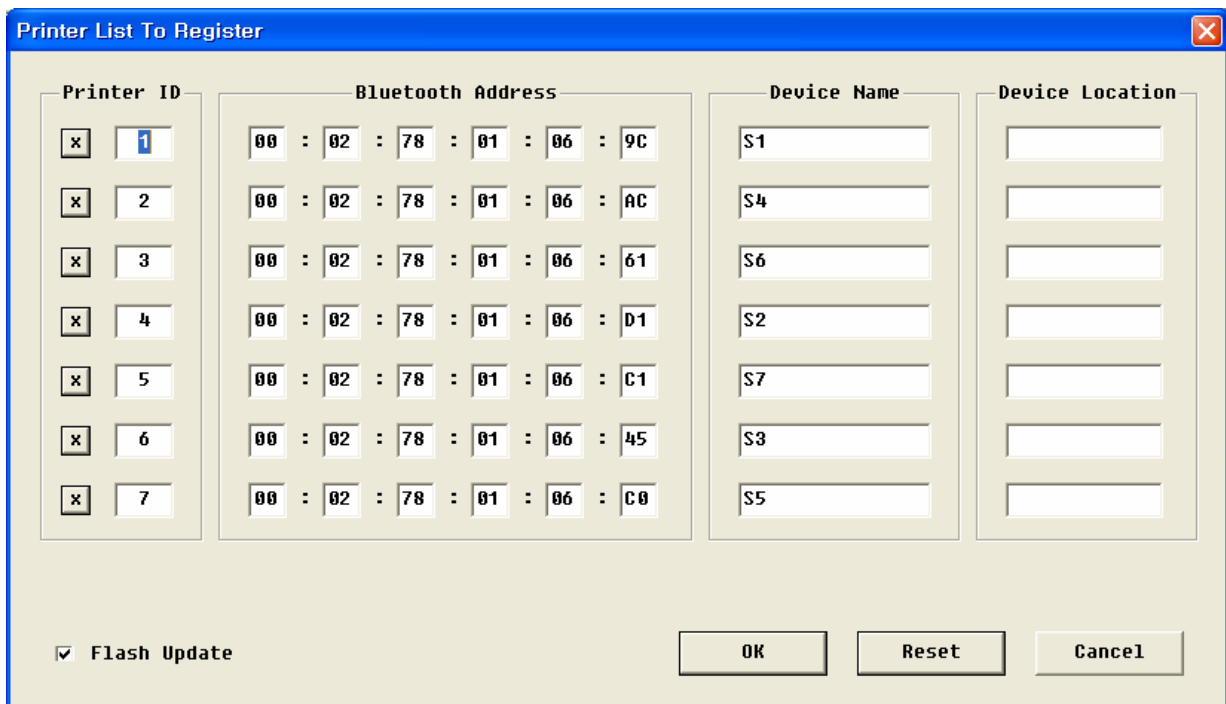 Printer List To Register
Printer ID Bluetooth Address Device Name Device Location
x 1 00 : 02 : 78 : 01 : 06 : 9C S1
x 2 00 : 02 : 78 : 01 : 06 : AC S4
x 3 00 : 02 : 78 : 01 : 06 : 61 S6
x 4 00 : 02 : 78 : 01 : 06 : D1 S2
x 5 00 : 02 : 78 : 01 : 06 : C1 S7
x 6 00 : 02 : 78 : 01 : 06 : 45 S3
x 7 00 : 02 : 78 : 01 : 06 : C0 S5
Flash Update OK Reset Cancel